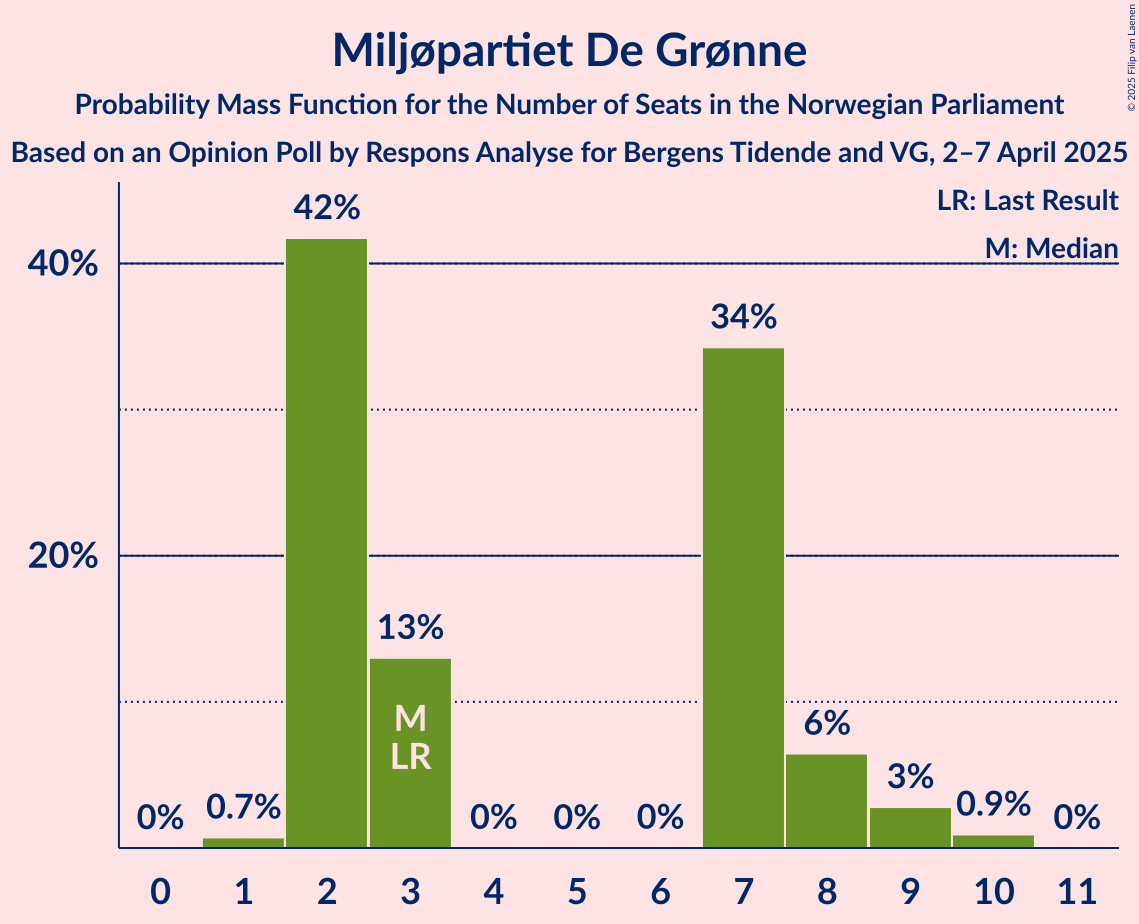 Miljøpartiet De Grønne
Probability Mass Function for the Number of Seats in the Norwegian Parliament
Based on an Opinion Poll by Respons Analyse for Bergens Tidende and VG, 2–7 April 2025
© 2025 Filip van Laenen
LR: Last Result
M: Median
40%
20%
0%
0.7%
42%
13%
M
LR
0%
0%
0%
34%
6%
3%
0.9%
0%
0 1 2 3 4 5 6 7 8 9 10 11